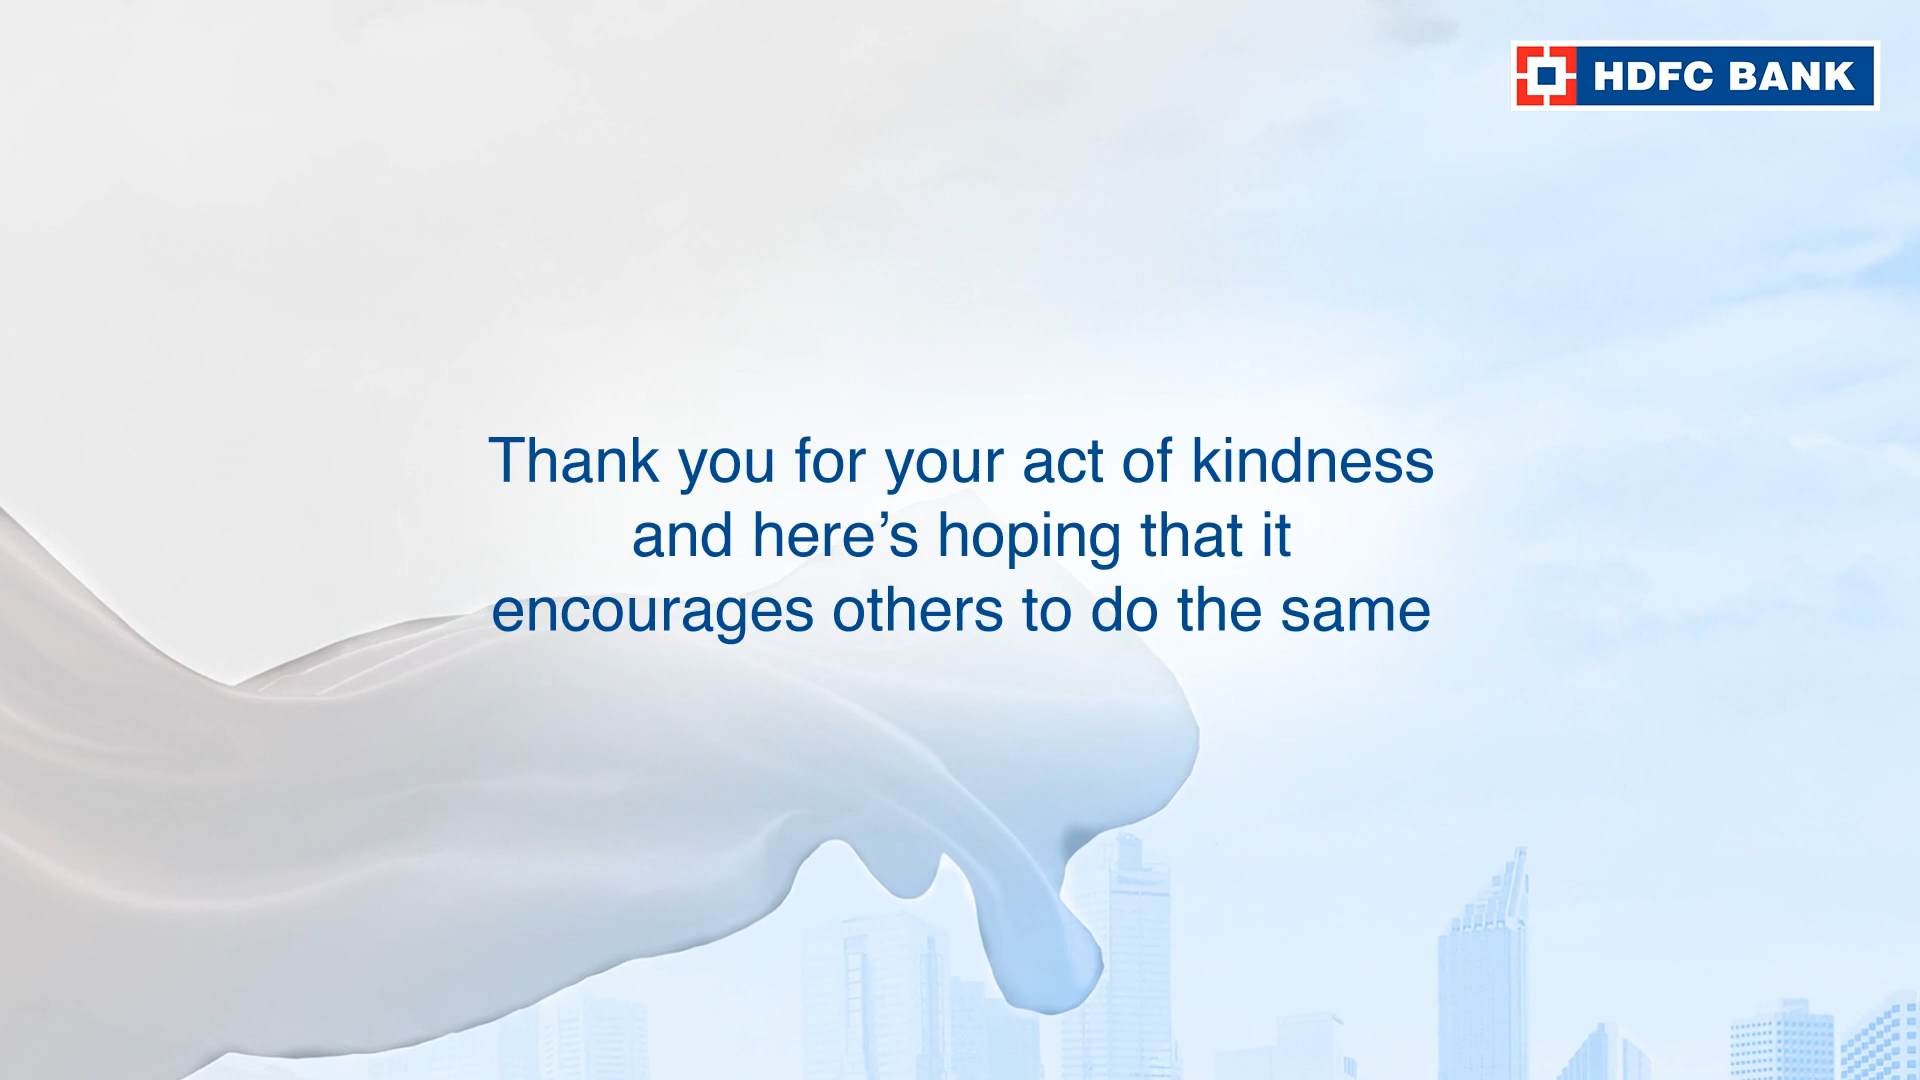 HDFC BANK
Thank you for your act of kindness
and here’s hoping that it
encourages others to do the same